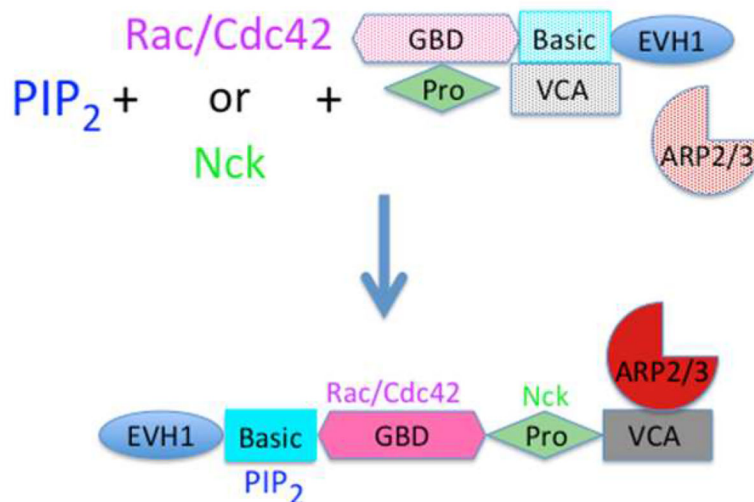 Rac/Cdc42
GBD Basic EVH1
PIP2 + or +
Pro VCA
Nck
ARP2/3
ARP2/3
Rac/Cdc42 Nck
EVH1 Basic GBD Pro VCA
PIP2